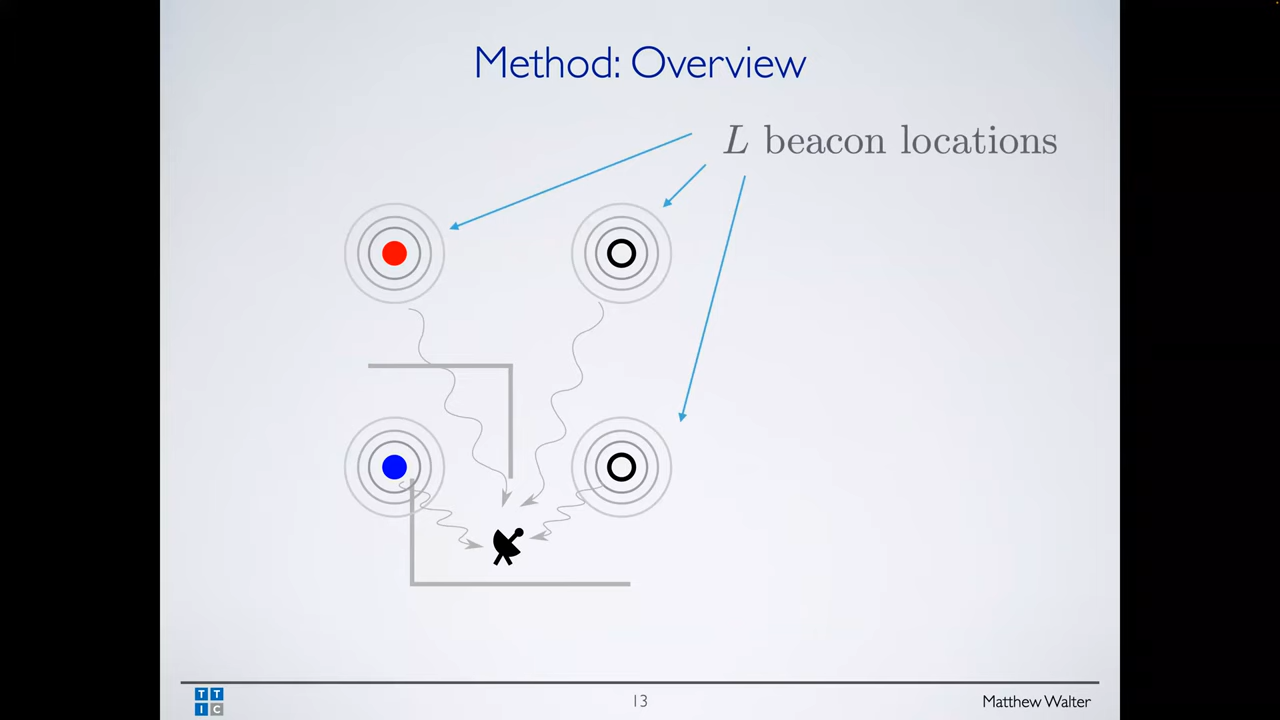 Method: Overview
L beacon locations
T T
I C
13
Matthew Walter